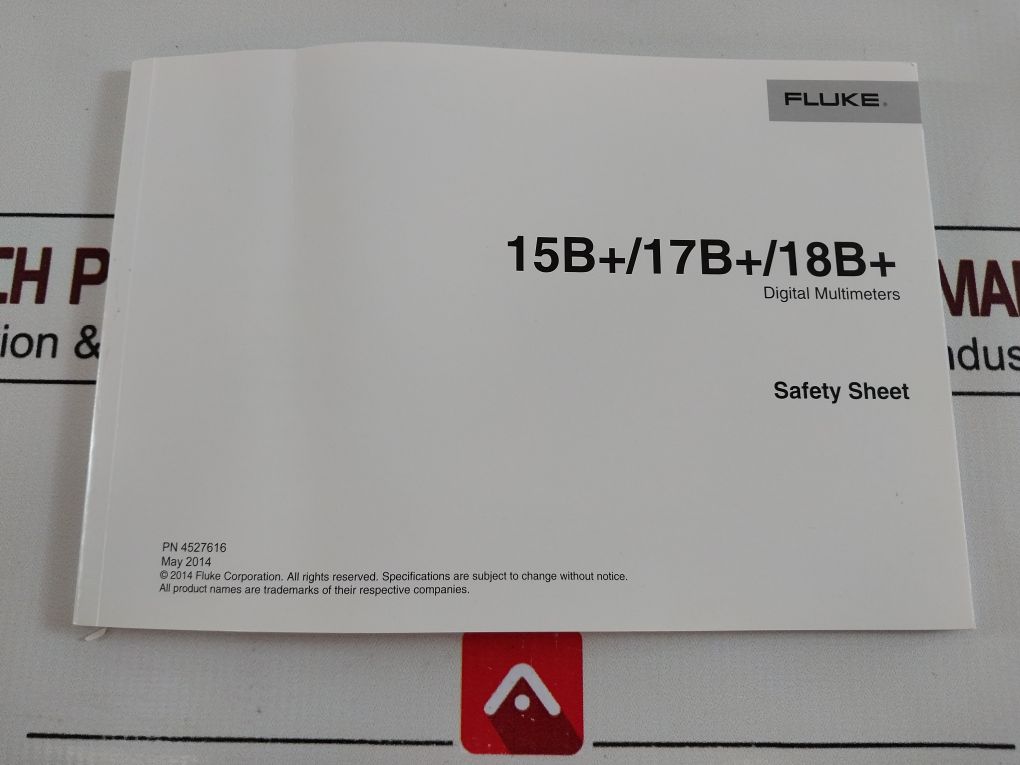 FLUKE®
15B+/17B+/18B+
Digital Multimeters
Safety Sheet
PN 4527616
May 2014
© 2014 Fluke Corporation. All rights reserved. Specifications are subject to change without notice.
All product names are trademarks of their respective companies.